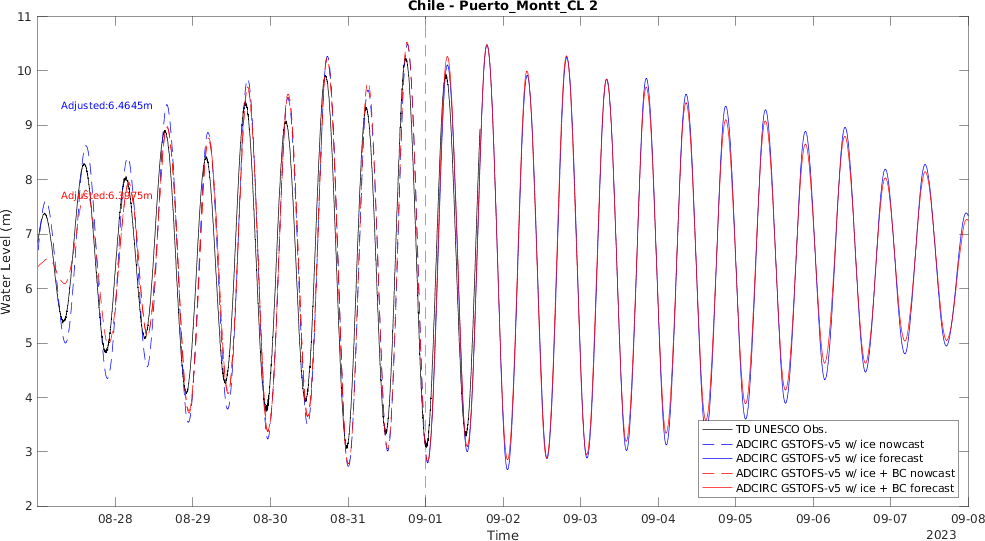 Chile - Puerto_Montt_CL 2
Water Level (m)
11
10
9
8
7
6
5
4
3
2
Adjusted:6.4645m
Adjusted:6.3975m
TD UNESCO Obs.
ADCIRC GSTOFS-v5 w/ ice nowcast
ADCIRC GSTOFS-v5 w/ ice forecast
ADCIRC GSTOFS-v5 w/ ice + BC nowcast
ADCIRC GSTOFS-v5 w/ ice + BC forecast
08-28 08-29 08-30 08-31 09-01 09-02 09-03 09-04 09-05 09-06 09-07 09-08
Time
2023